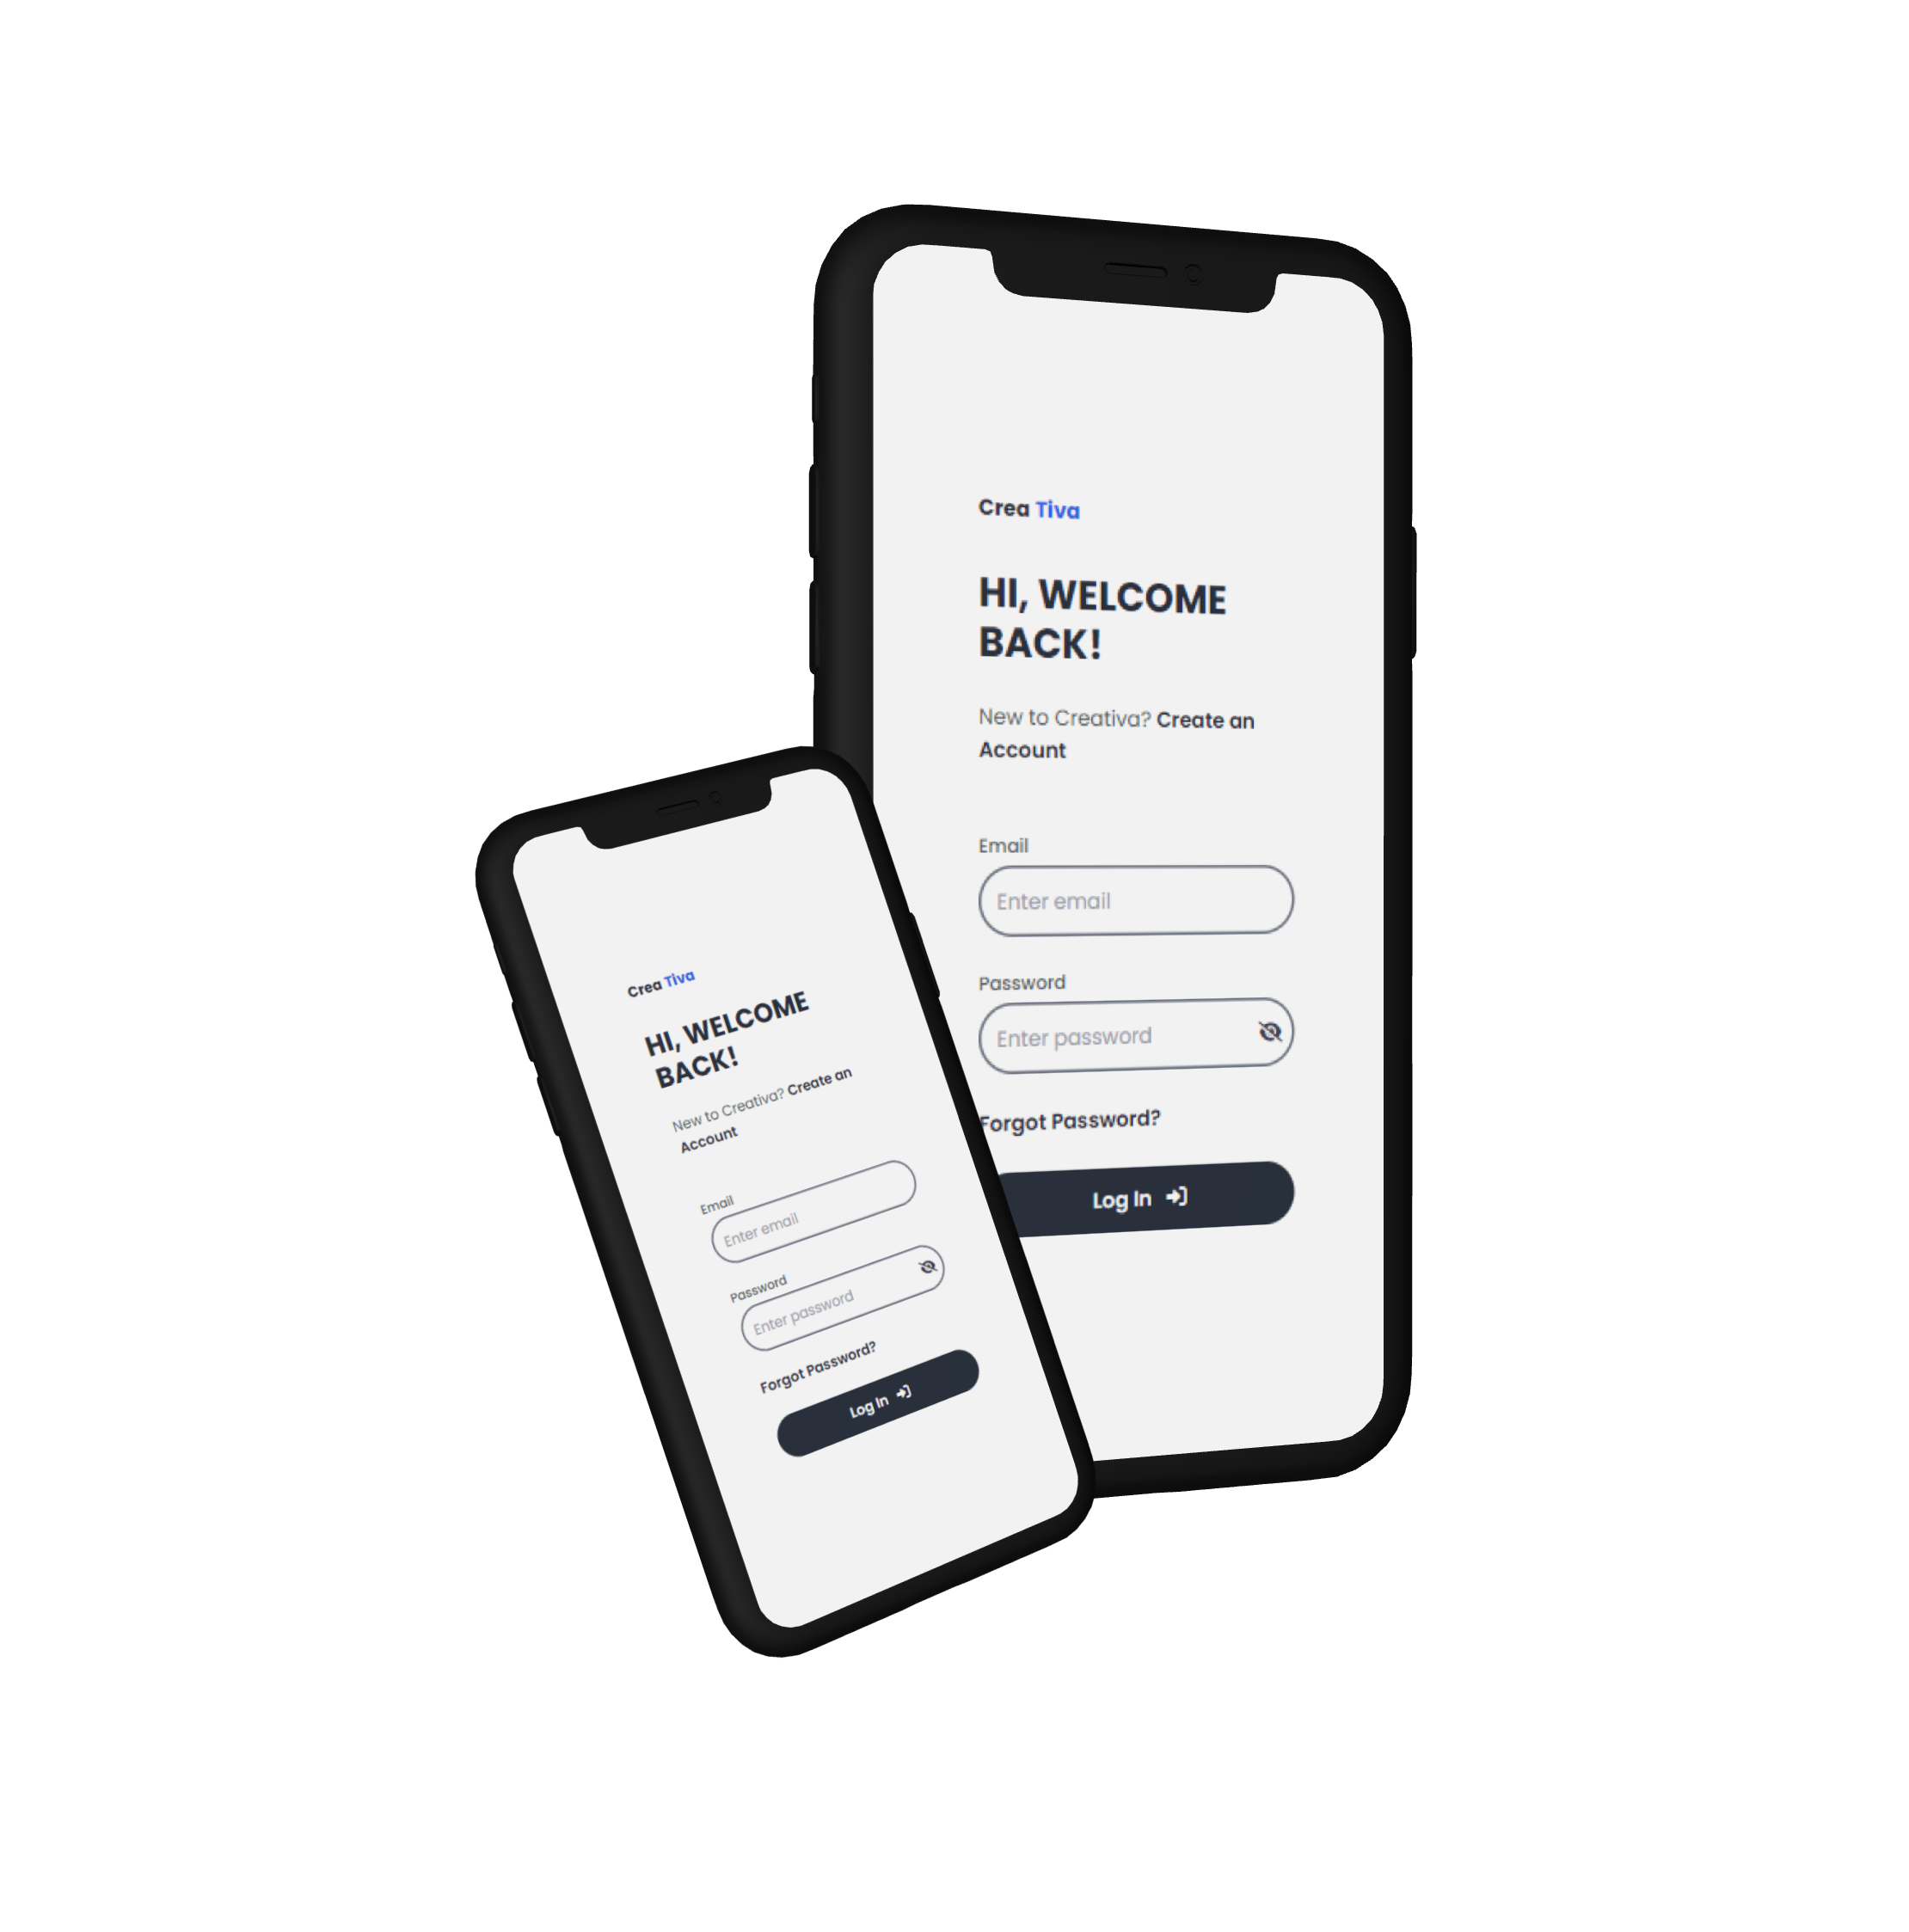 Crea Tiva
HI, WELCOME
BACK!
New to Creativa? Create an
Account
Email
Enter email
Password
Enter password
Forgot Password?
Log In
Crea Tiva
HI, WELCOME
BACK!
New to Creativa? Create an
Account
Email
Enter email
Password
Enter password
Forgot Password?
Log In